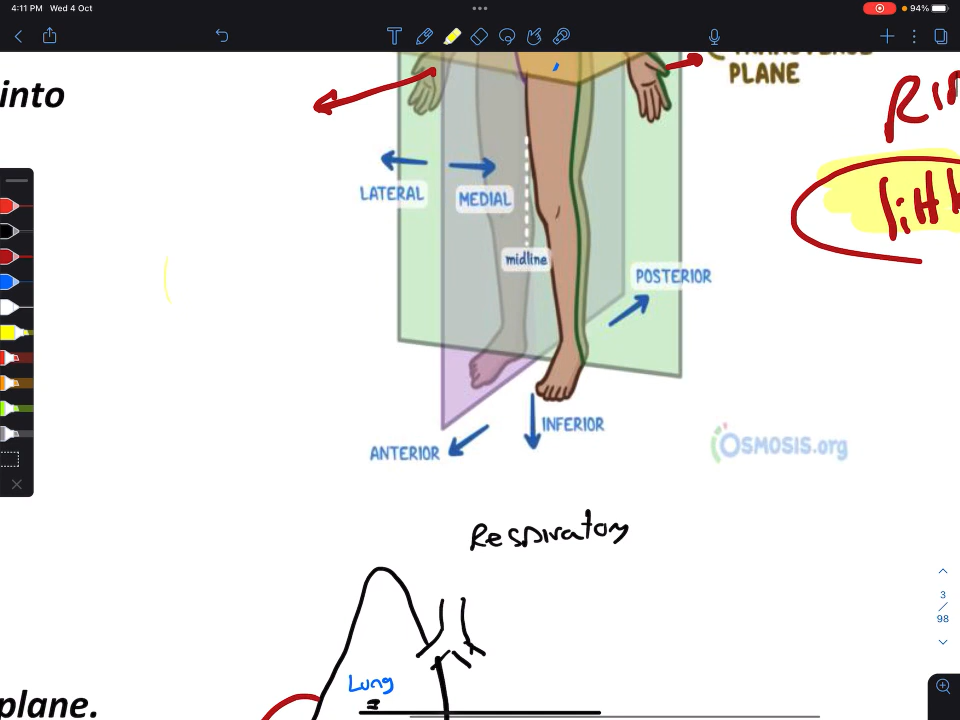 4:11 PM Wed 4 Oct
94%
PLANE
into
LATERAL
MEDIAL
midline
POSTERIOR
INFERIOR
ANTERIOR
OSMOSIS.org
Respiratory
3
/
98
Lung
plane.